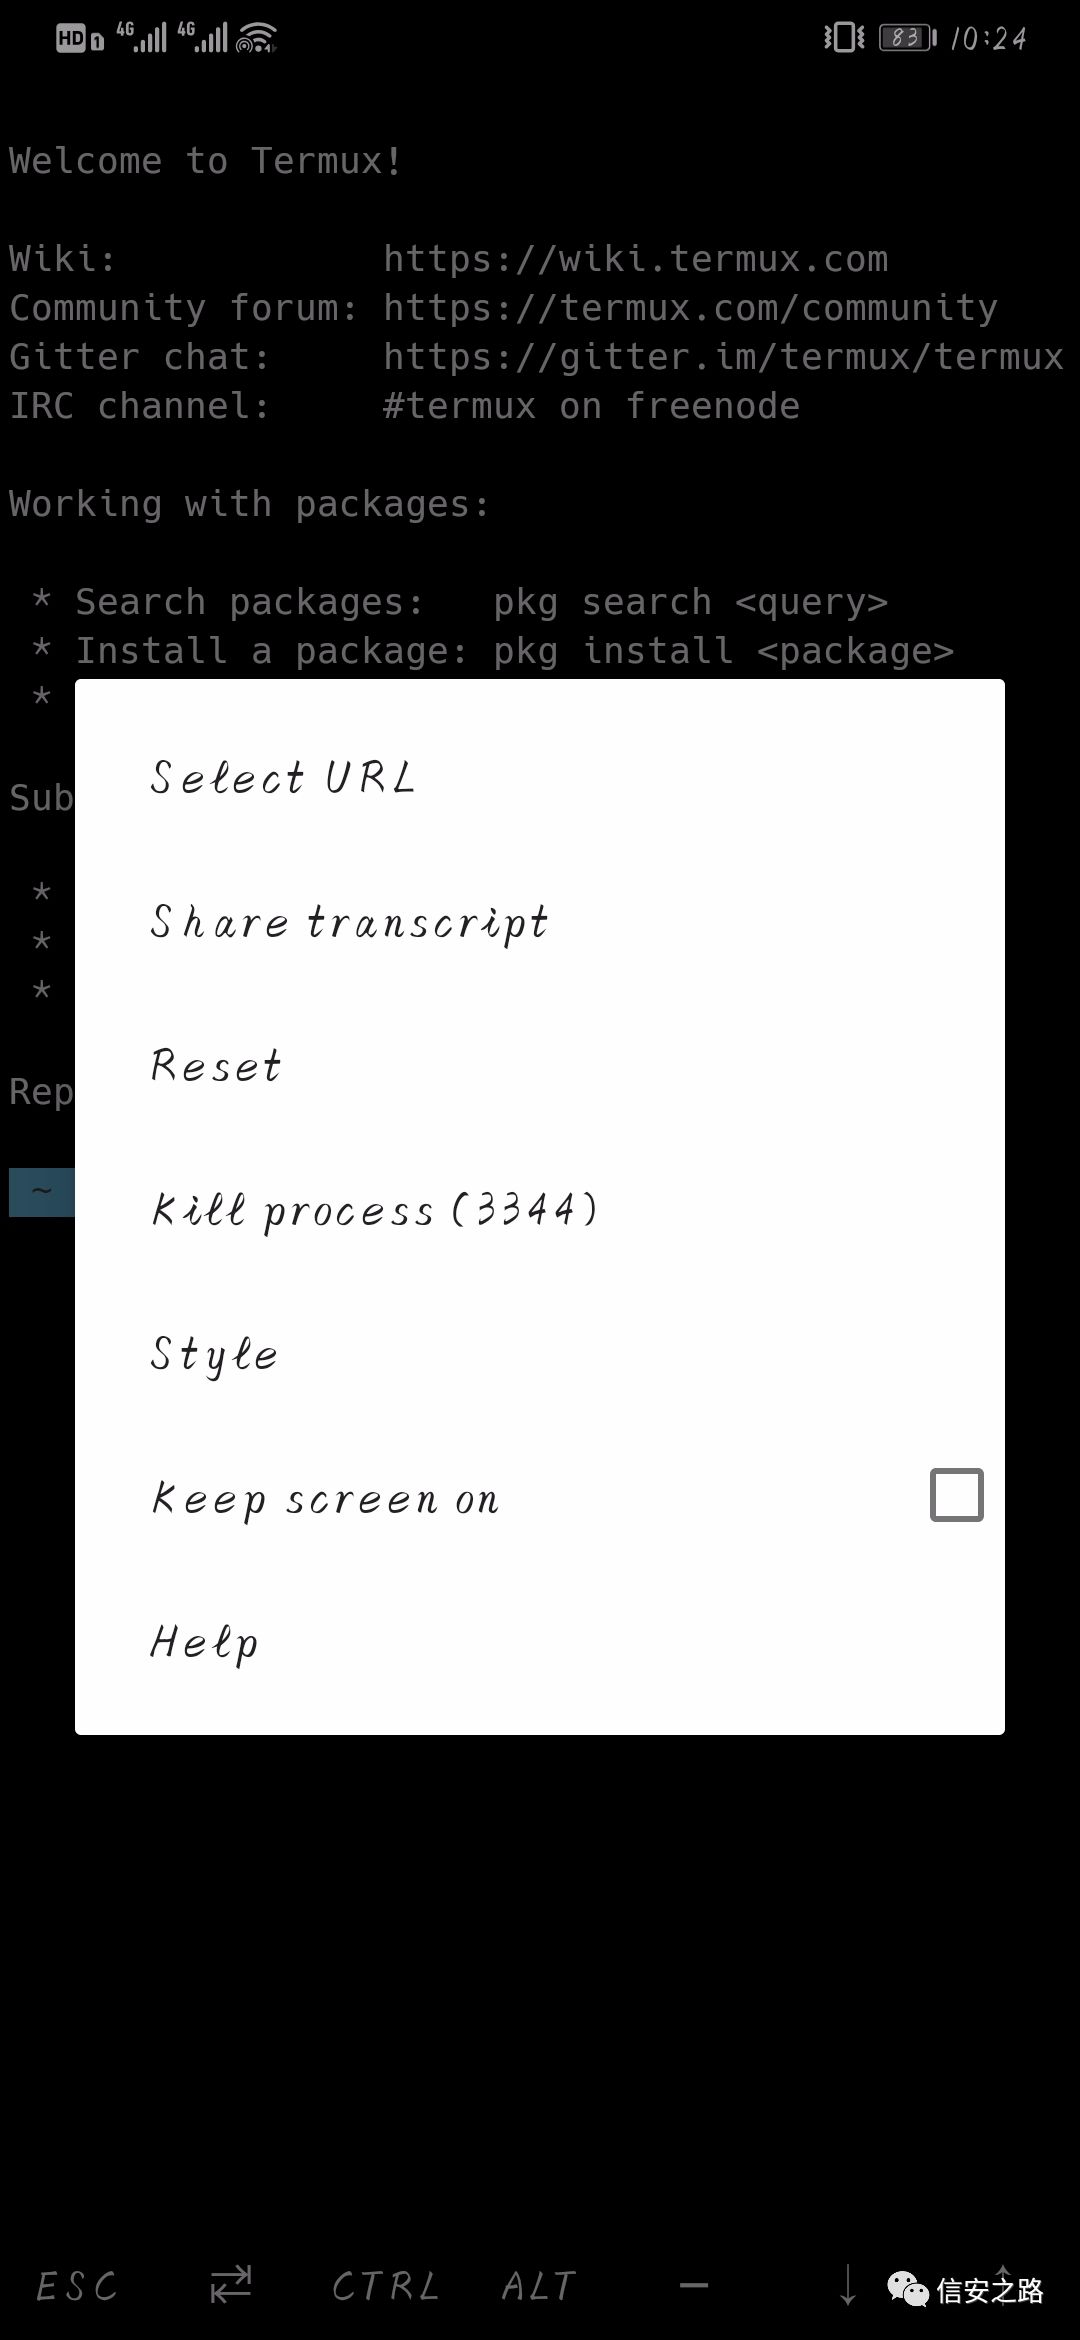 HD 1 4G 4G 83 10:24
Welcome to Termux!
Wiki: https://wiki.termux.com
Community forum: https://termux.com/community
Gitter chat: https://gitter.im/termux/termux
IRC channel: #termux on freenode
Working with packages:
* Search packages: pkg search <query>
* Install a package: pkg install <package>
*
Select URL
Sub
Share transcript
*
*
*
Reset
Rep
Kill process (3344)
~
Style
Keep screen on
Help
ESC ⇄ CTRL ALT — ↓ ↑
信安之路